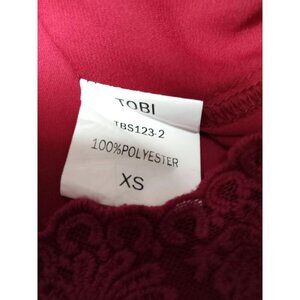 TOBI
TBS123-2
100%POLYESTER
XS